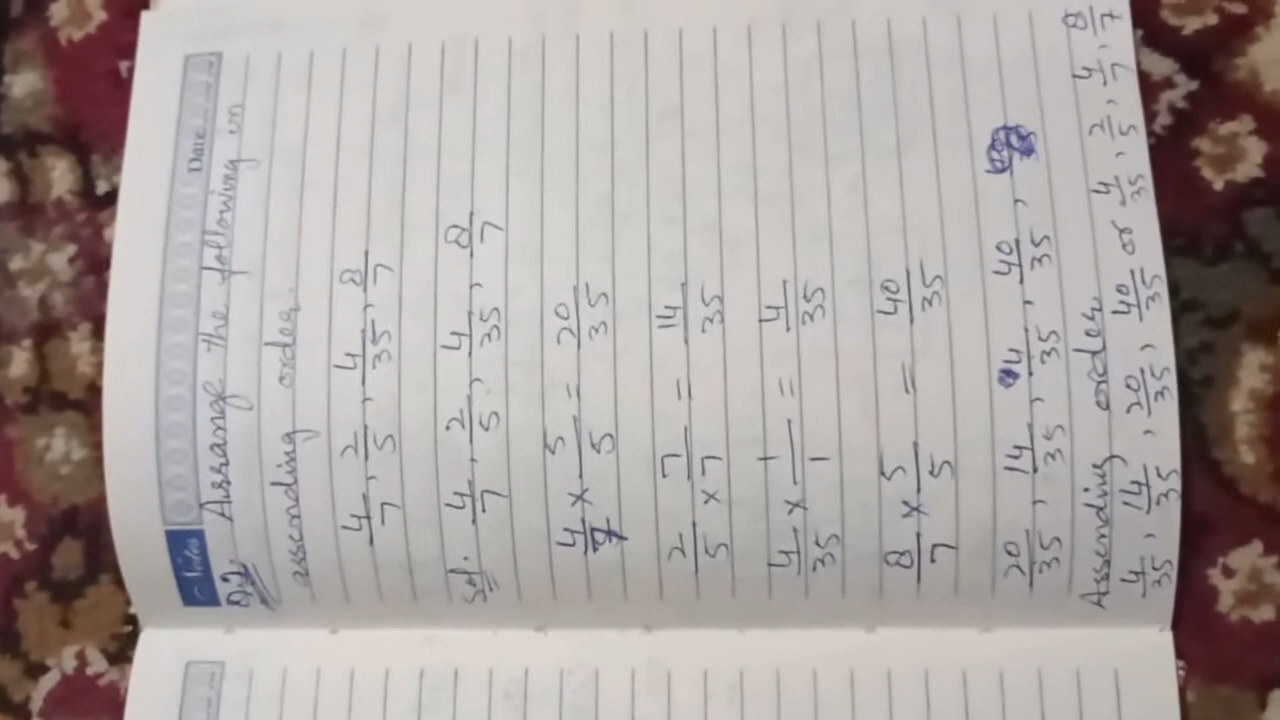 Notes Date
Q2. Arrange the following in
assending order.
4/7, 2/5, 4/35, 8/7
Sol. 4/7, 2/5, 4/35, 8/7
4/7 × 5/5 = 20/35
2/5 × 7/7 = 14/35
4/35 × 1/1 = 4/35
8/7 × 5/5 = 40/35
20/35, 14/35, 4/35, 40/35,
Assending order
4/35, 14/35, 20/35, 40/35 or 4/35, 2/5, 4/7, 8/7